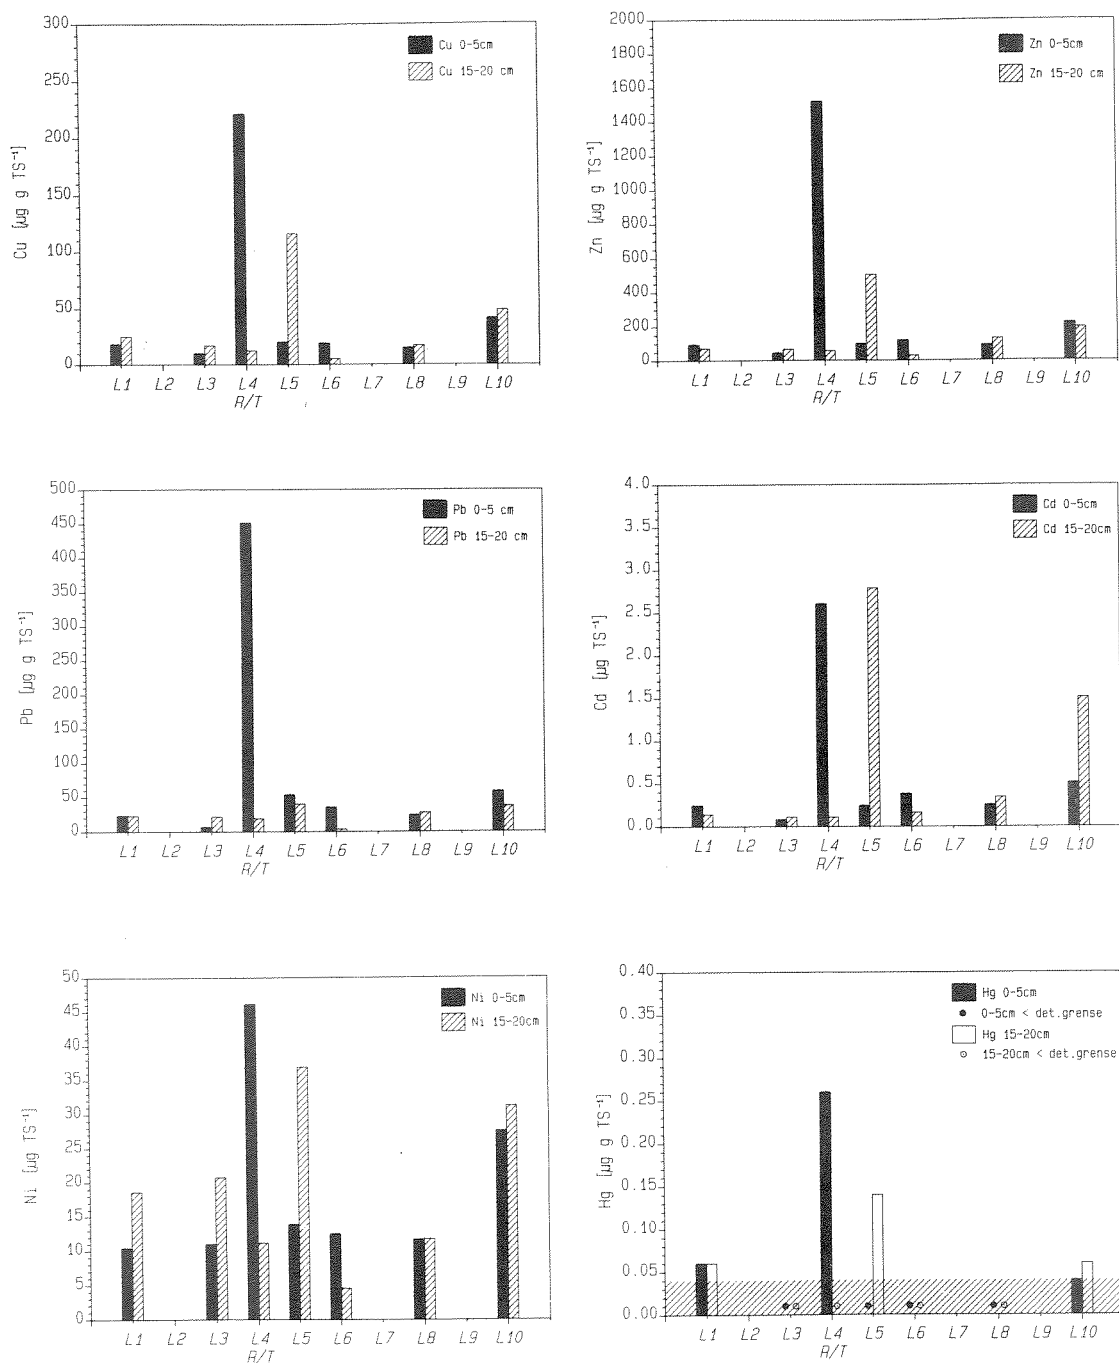 300
250
200
150
100
50
0
Cu [µg g TS⁻¹]
Cu 0-5cm
Cu 15-20 cm
L1 L2 L3 L4 L5 L6 L7 L8 L9 L10
R/T
2000
1800
1600
1400
1200
1000
800
600
400
200
0
Zn [µg g TS⁻¹]
Zn 0-5cm
Zn 15-20 cm
L1 L2 L3 L4 L5 L6 L7 L8 L9 L10
R/T
500
450
400
350
300
250
200
150
100
50
0
Pb [µg g TS⁻¹]
Pb 0-5 cm
Pb 15-20 cm
L1 L2 L3 L4 L5 L6 L7 L8 L9 L10
R/T
4.0
3.5
3.0
2.5
2.0
1.5
1.0
0.5
0.0
Cd [µg TS⁻¹]
Cd 0-5cm
Cd 15-20cm
L1 L2 L3 L4 L5 L6 L7 L8 L9 L10
R/T
50
45
40
35
30
25
20
15
10
5
0
Ni [µg TS⁻¹]
Ni 0-5cm
Ni 15-20cm
L1 L2 L3 L4 L5 L6 L7 L8 L9 L10
R/T
0.40
0.35
0.30
0.25
0.20
0.15
0.10
0.05
0.00
Hg [µg g TS⁻¹]
Hg 0-5cm
0-5cm < det.grense
Hg 15-20cm
15-20cm < det.grense
L1 L2 L3 L4 L5 L6 L7 L8 L9 L10
R/T